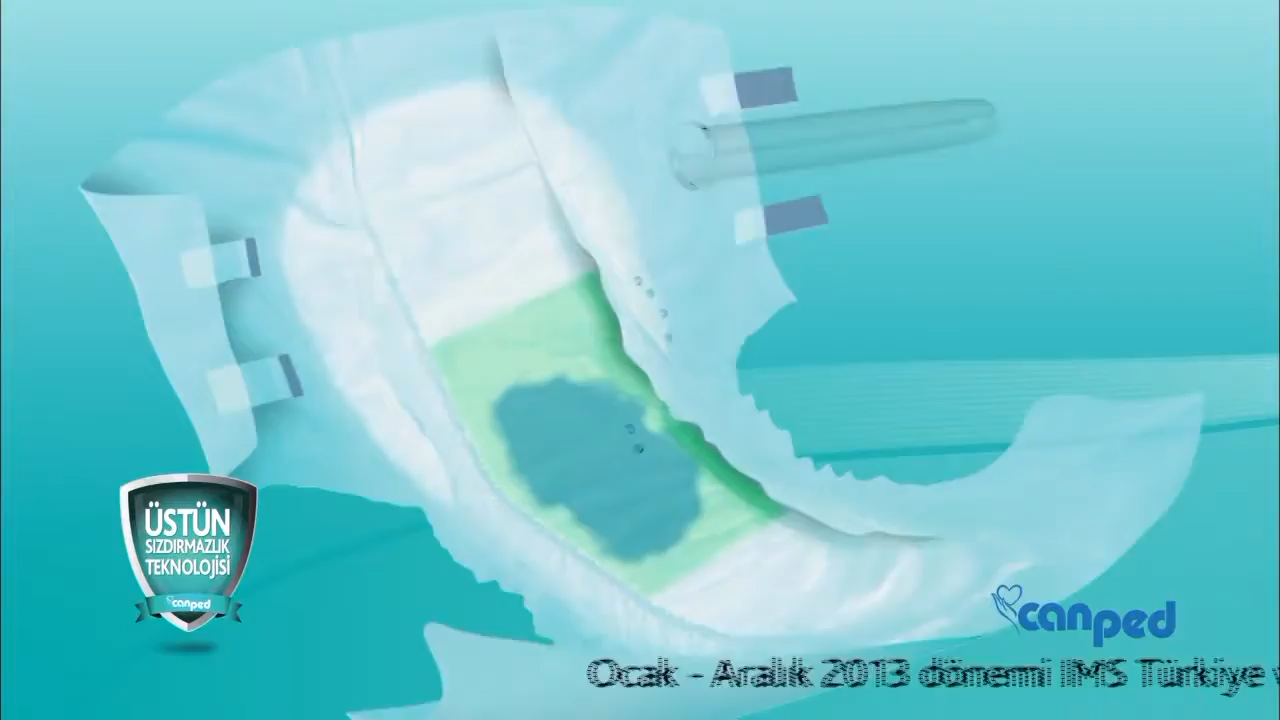 ÜSTÜN
SIZDIRMAZLIK
TEKNOLOJİSİ
canped
canped
Ocak - Aralık 2013 dönemi IMS Türkiye